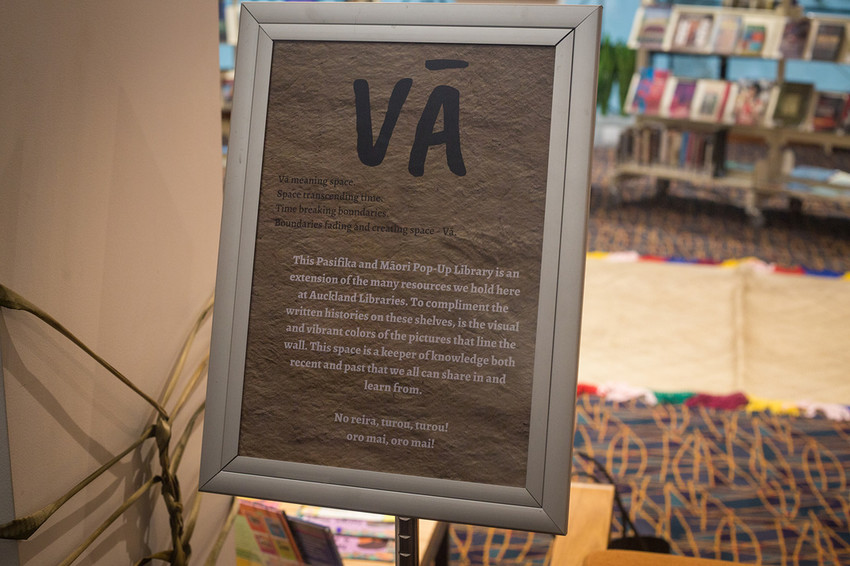 VĀ
Vā meaning space
Space transcending time.
Time breaking boundaries
Boundaries fading and creating space - Vā.
This Pasifika and Māori Pop-Up Library is an
extension of the many resources we hold here
at Auckland Libraries. To compliment the
written histories on these shelves, is the visual
and vibrant colors of the pictures that line the
wall. This space is a keeper of knowledge both
recent and past that we all can share in and
learn from.
No reira, turou, turou!
oro mai, oro mai!